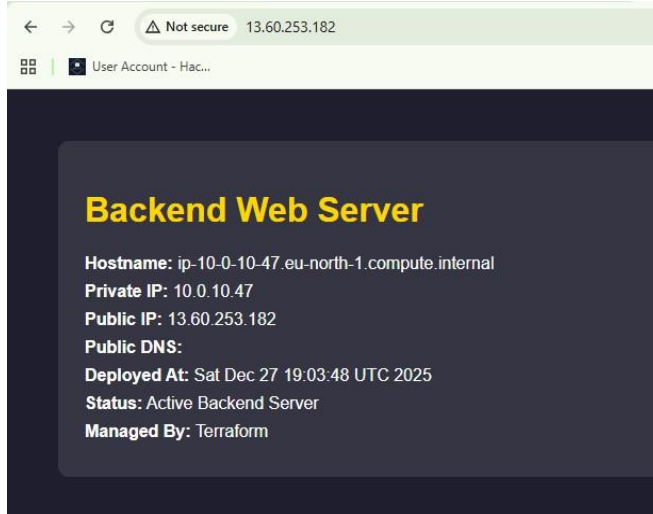 Not secure 13.60.253.182
User Account - Hac...
Backend Web Server
Hostname: ip-10-0-10-47.eu-north-1.compute.internal
Private IP: 10.0.10.47
Public IP: 13.60.253.182
Public DNS:
Deployed At: Sat Dec 27 19:03:48 UTC 2025
Status: Active Backend Server
Managed By: Terraform